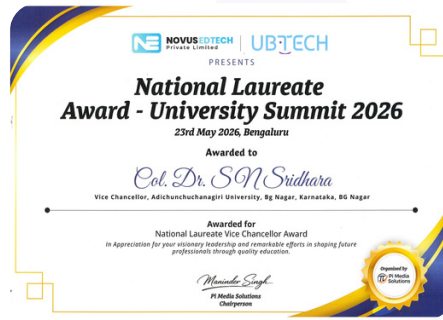 NE NOVUS EDTECH
Private Limited
UBTECH
PRESENTS
National Laureate
Award - University Summit 2026
23rd May 2026, Bengaluru
Awarded to
Col. Dr. S N Sridhara
Vice Chancellor, Adichunchuchanagiri University, Bg Nagar, Karnataka, BG Nagar
Awarded for
National Laureate Vice Chancellor Award
In Appreciation for your visionary leadership and remarkable efforts in shaping future
professionals through quality education.
Maninder Singh
Pi Media Solutions
Chairperson
Organised by
Pi Media
Solutions